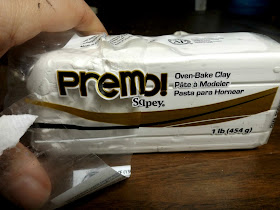 Premo!
Sculpey
Oven-Bake Clay
Pâte à Modeler
Pasta para Hornear
1 lb (454 g)